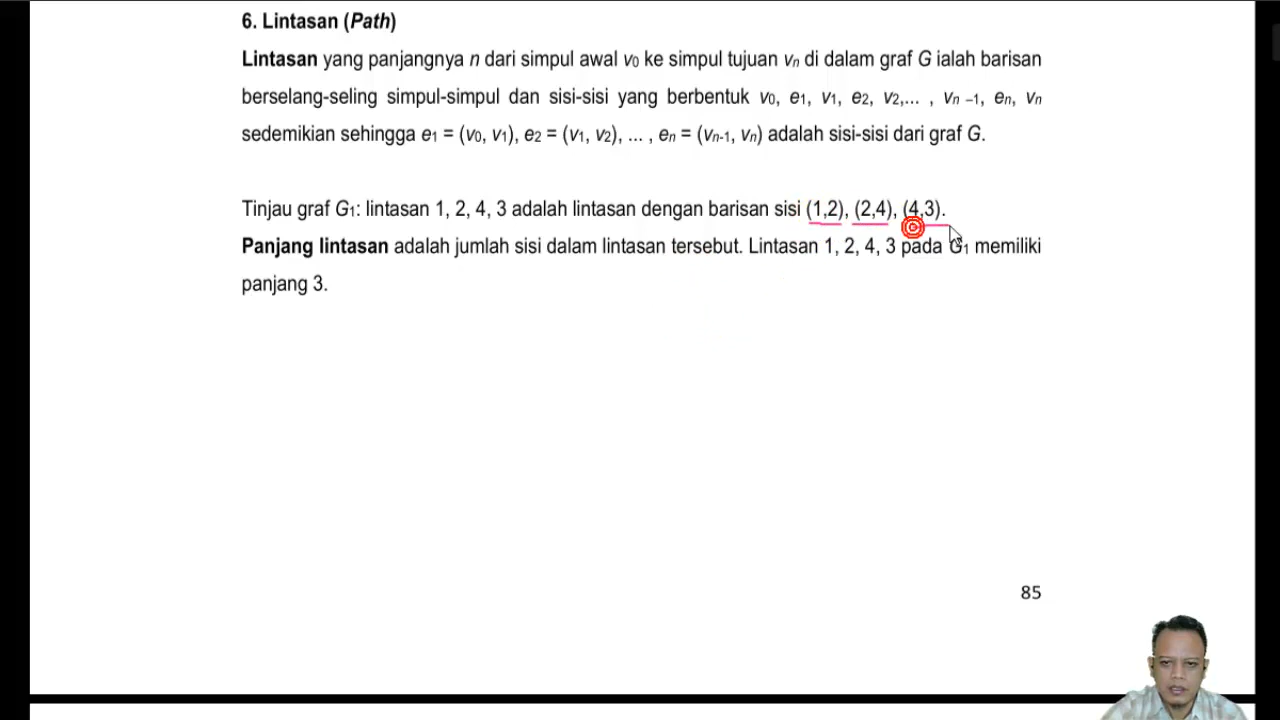 6. Lintasan (Path)
Lintasan yang panjangnya n dari simpul awal v0 ke simpul tujuan vn di dalam graf G ialah barisan
berselang-seling simpul-simpul dan sisi-sisi yang berbentuk v0, e1, v1, e2, v2,... , vn –1, en, vn
sedemikian sehingga e1 = (v0, v1), e2 = (v1, v2), ... , en = (vn-1, vn) adalah sisi-sisi dari graf G.
Tinjau graf G1: lintasan 1, 2, 4, 3 adalah lintasan dengan barisan sisi (1,2), (2,4), (4,3).
Panjang lintasan adalah jumlah sisi dalam lintasan tersebut. Lintasan 1, 2, 4, 3 pada G1 memiliki
panjang 3.
85